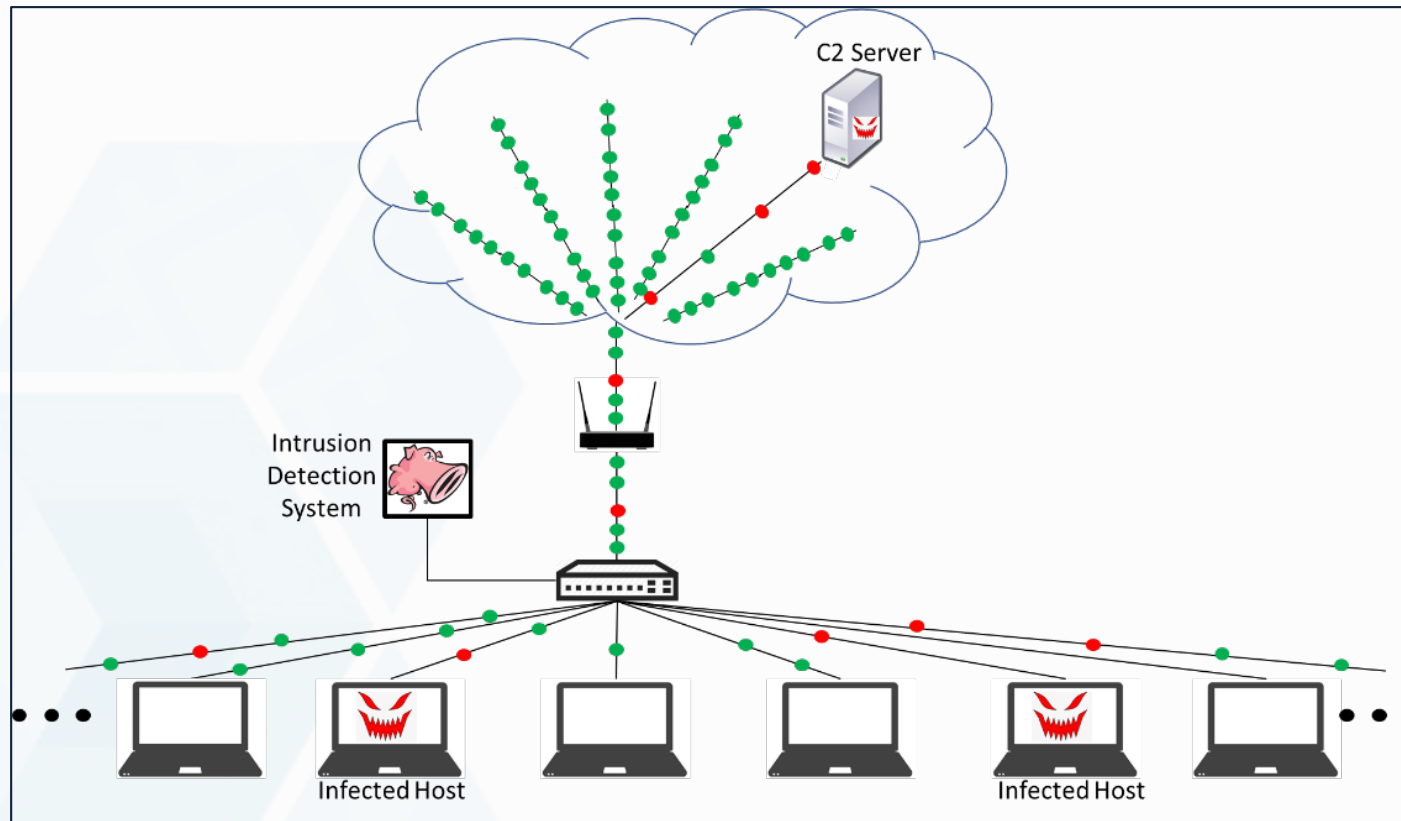 C2 Server
Intrusion
Detection
System
Infected Host
Infected Host